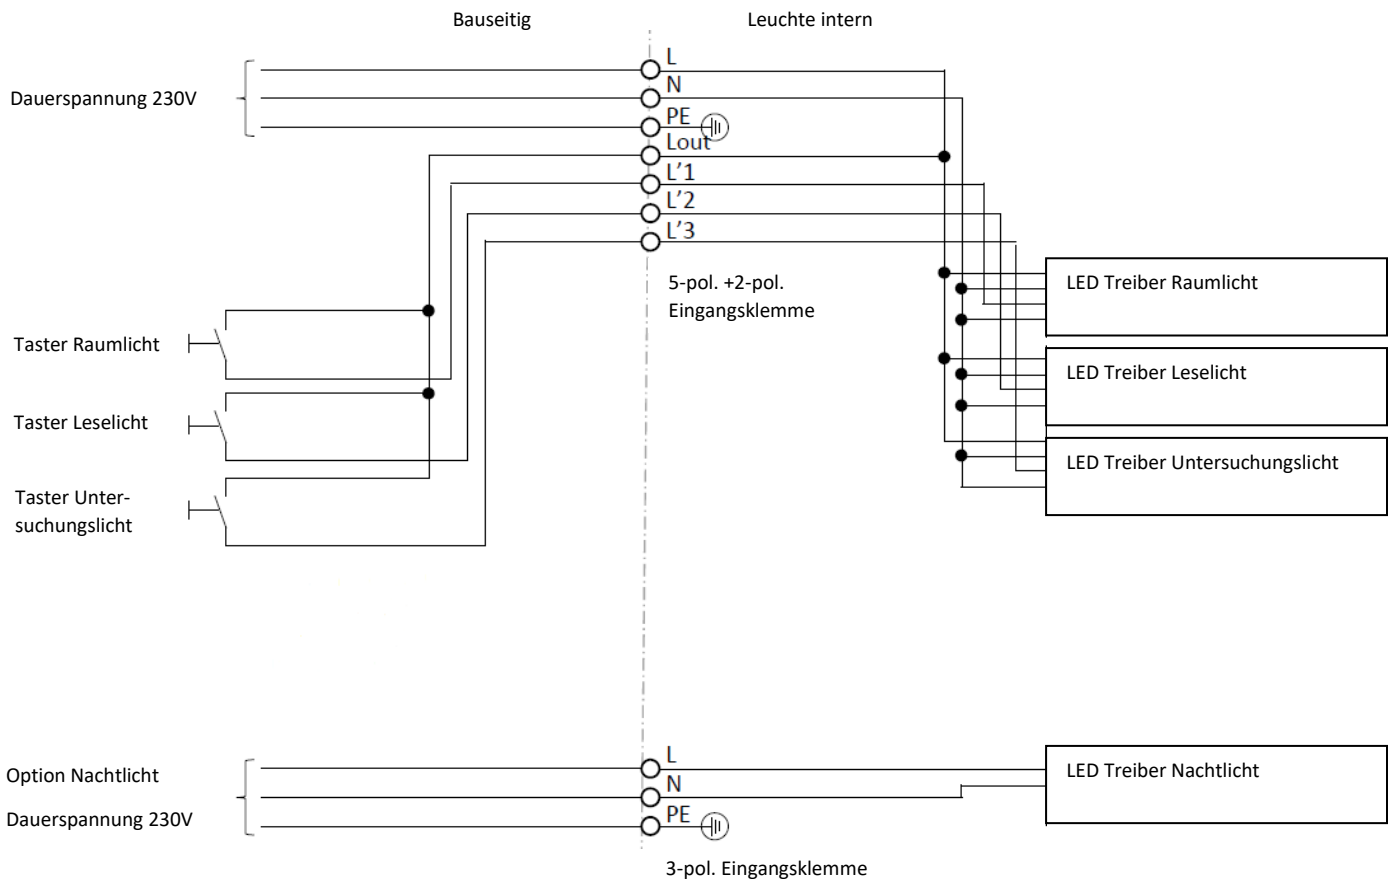 Bauseitig
Leuchte intern
L
Dauerspannung 230V
N
PE
Lout
L’1
L’2
L’3
5-pol. +2-pol.
Eingangsklemme
LED Treiber Raumlicht
Taster Raumlicht
LED Treiber Leselicht
Taster Leselicht
LED Treiber Untersuchungslicht
Taster Unter-
suchungslicht
L
Option Nachtlicht
N
Dauerspannung 230V
PE
LED Treiber Nachtlicht
3-pol. Eingangsklemme